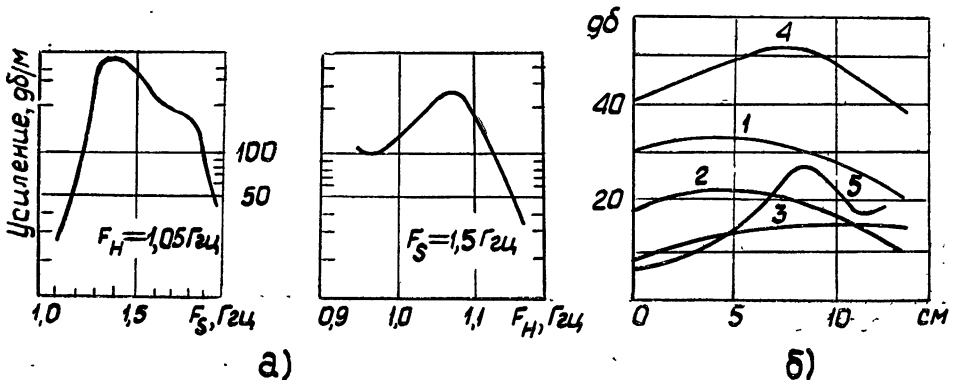 Усиление, дб/м
100
50
F_H=1,05 Ггц
1,0
1,5
F_S, Ггц
F_S=1,5 Ггц
0,9
1,0
1,1
F_H, Ггц
а)
дб
40
20
4
1
2
5
3
0
5
10
см
б)